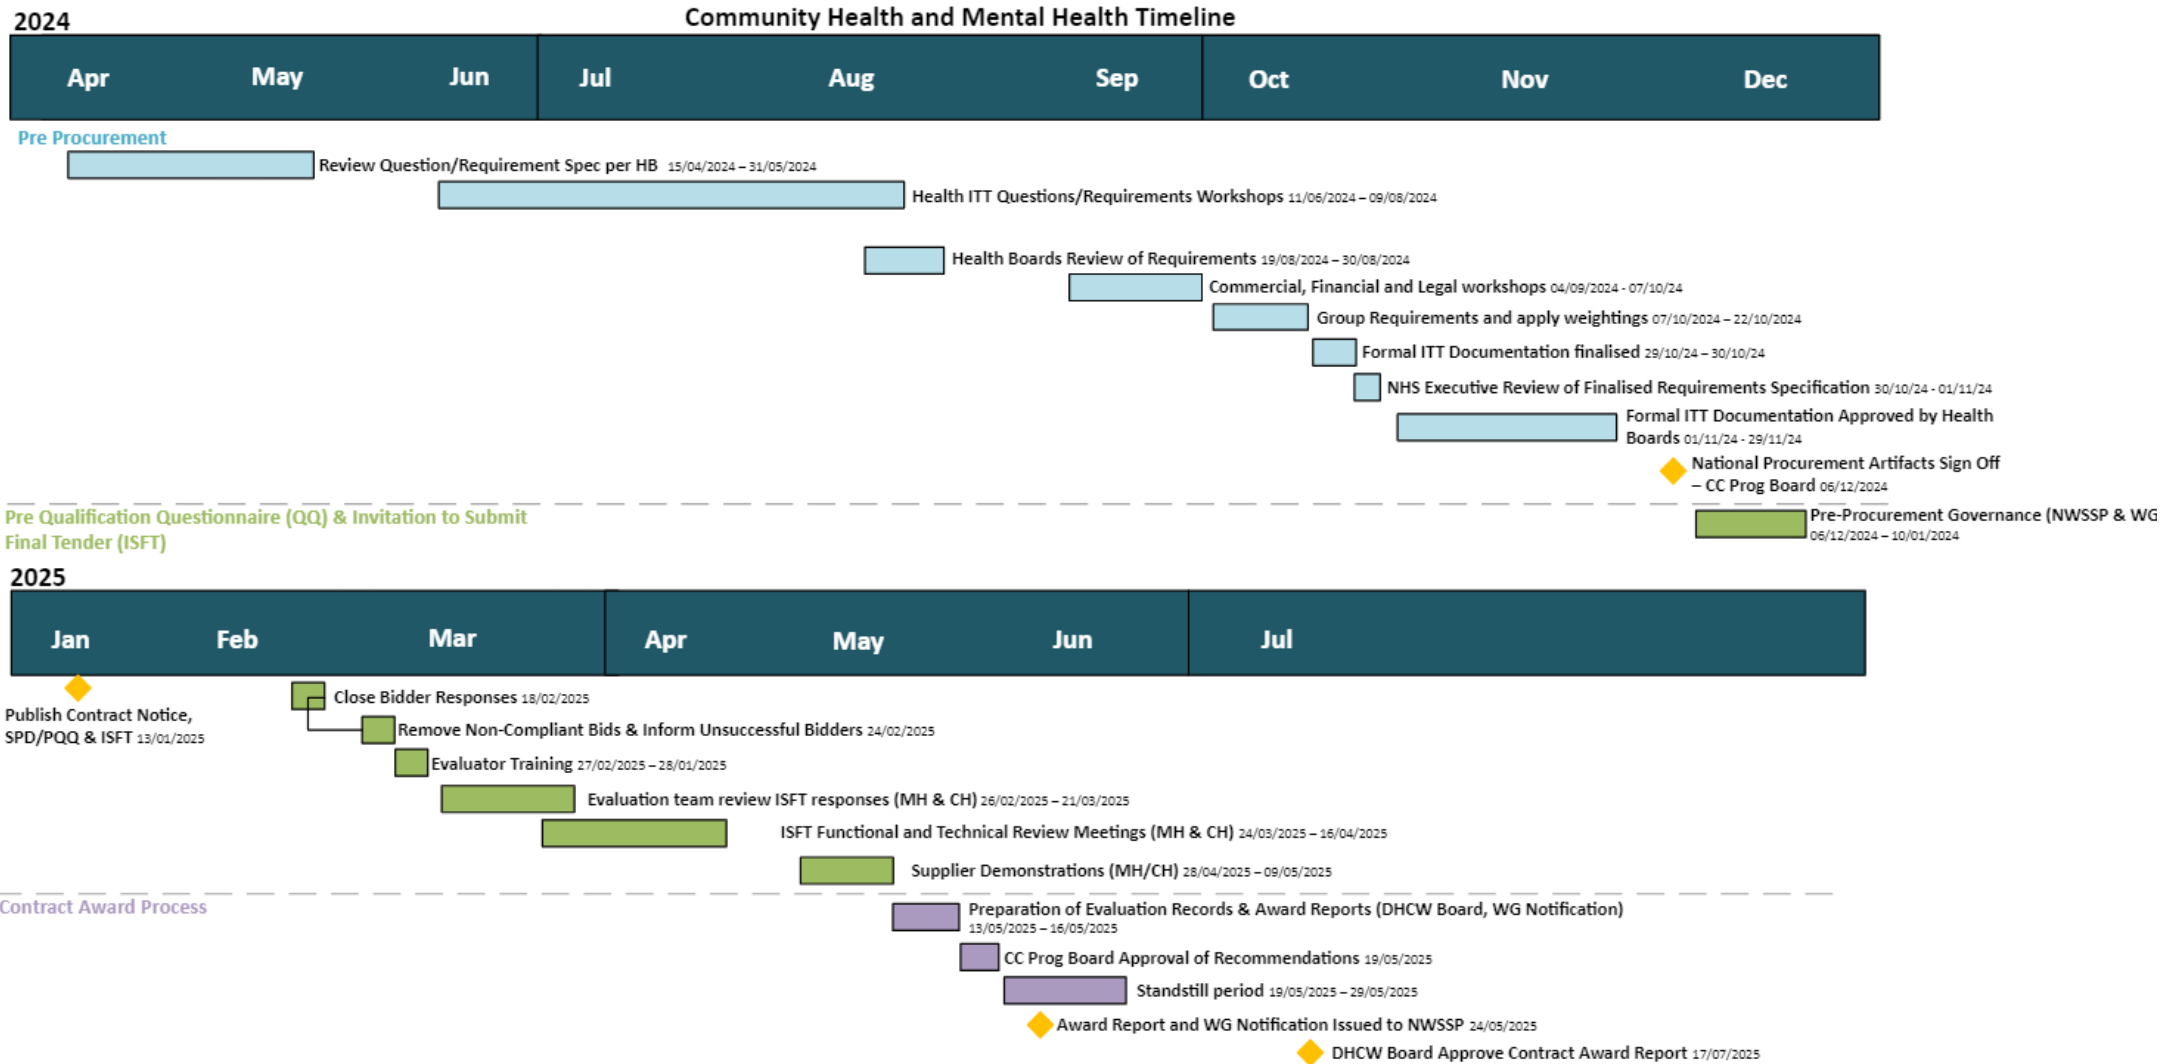 2024
Community Health and Mental Health Timeline
Apr May Jun Jul Aug Sep Oct Nov Dec
Pre Procurement
Review Question/Requirement Spec per HB 15/04/2024 – 31/05/2024
Health ITT Questions/Requirements Workshops 11/06/2024 – 09/08/2024
Health Boards Review of Requirements 19/08/2024 – 30/08/2024
Commercial, Financial and Legal workshops 04/09/2024 - 07/10/24
Group Requirements and apply weightings 07/10/2024 – 22/10/2024
Formal ITT Documentation finalised 29/10/24 – 30/10/24
NHS Executive Review of Finalised Requirements Specification 30/10/24 - 01/11/24
Formal ITT Documentation Approved by Health
Boards 01/11/24 - 29/11/24
National Procurement Artifacts Sign Off
– CC Prog Board 06/12/2024
Pre Qualification Questionnaire (QQ) & Invitation to Submit
Final Tender (ISFT)
Pre-Procurement Governance (NWSSP & WG
06/12/2024 – 10/01/2024
2025
Jan Feb Mar Apr May Jun Jul
Publish Contract Notice,
SPD/PQQ & ISFT 13/01/2025
Close Bidder Responses 18/02/2025
Remove Non-Compliant Bids & Inform Unsuccessful Bidders 24/02/2025
Evaluator Training 27/02/2025 – 28/01/2025
Evaluation team review ISFT responses (MH & CH) 26/02/2025 – 21/03/2025
ISFT Functional and Technical Review Meetings (MH & CH) 24/03/2025 – 16/04/2025
Supplier Demonstrations (MH/CH) 28/04/2025 – 09/05/2025
Contract Award Process
Preparation of Evaluation Records & Award Reports (DHCW Board, WG Notification)
13/05/2025 – 16/05/2025
CC Prog Board Approval of Recommendations 19/05/2025
Standstill period 19/05/2025 – 29/05/2025
Award Report and WG Notification Issued to NWSSP 24/05/2025
DHCW Board Approve Contract Award Report 17/07/2025